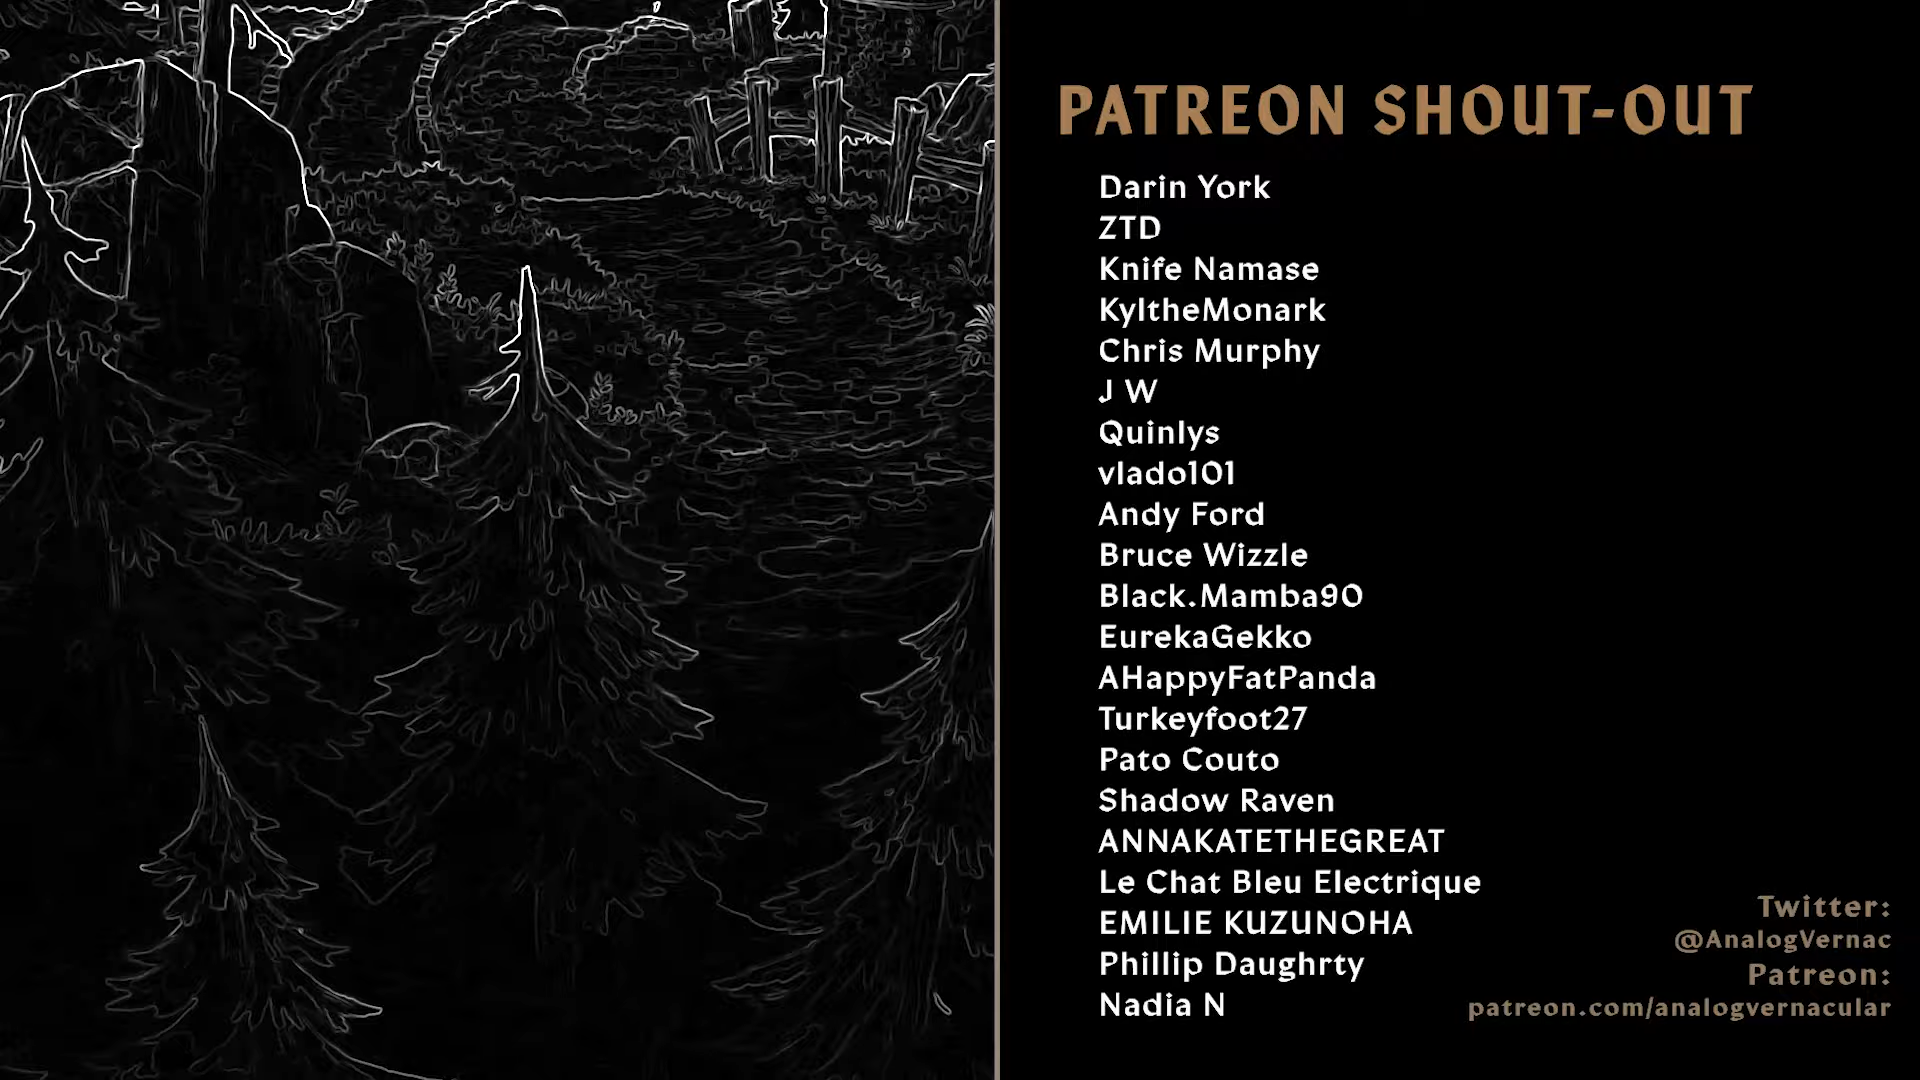 PATREON SHOUT-OUT
Darin York
ZTD
Knife Namase
KyltheMonark
Chris Murphy
J W
Quinlys
vlado101
Andy Ford
Bruce Wizzle
Black.Mamba90
EurekaGekko
AHappyFatPanda
Turkeyfoot27
Pato Couto
Shadow Raven
ANNAKATETHEGREAT
Le Chat Bleu Electrique
EMILIE KUZUNOHA
Phillip Daughrty
Nadia N
Twitter:
@AnalogVernac
Patreon:
patreon.com/analogvernacular